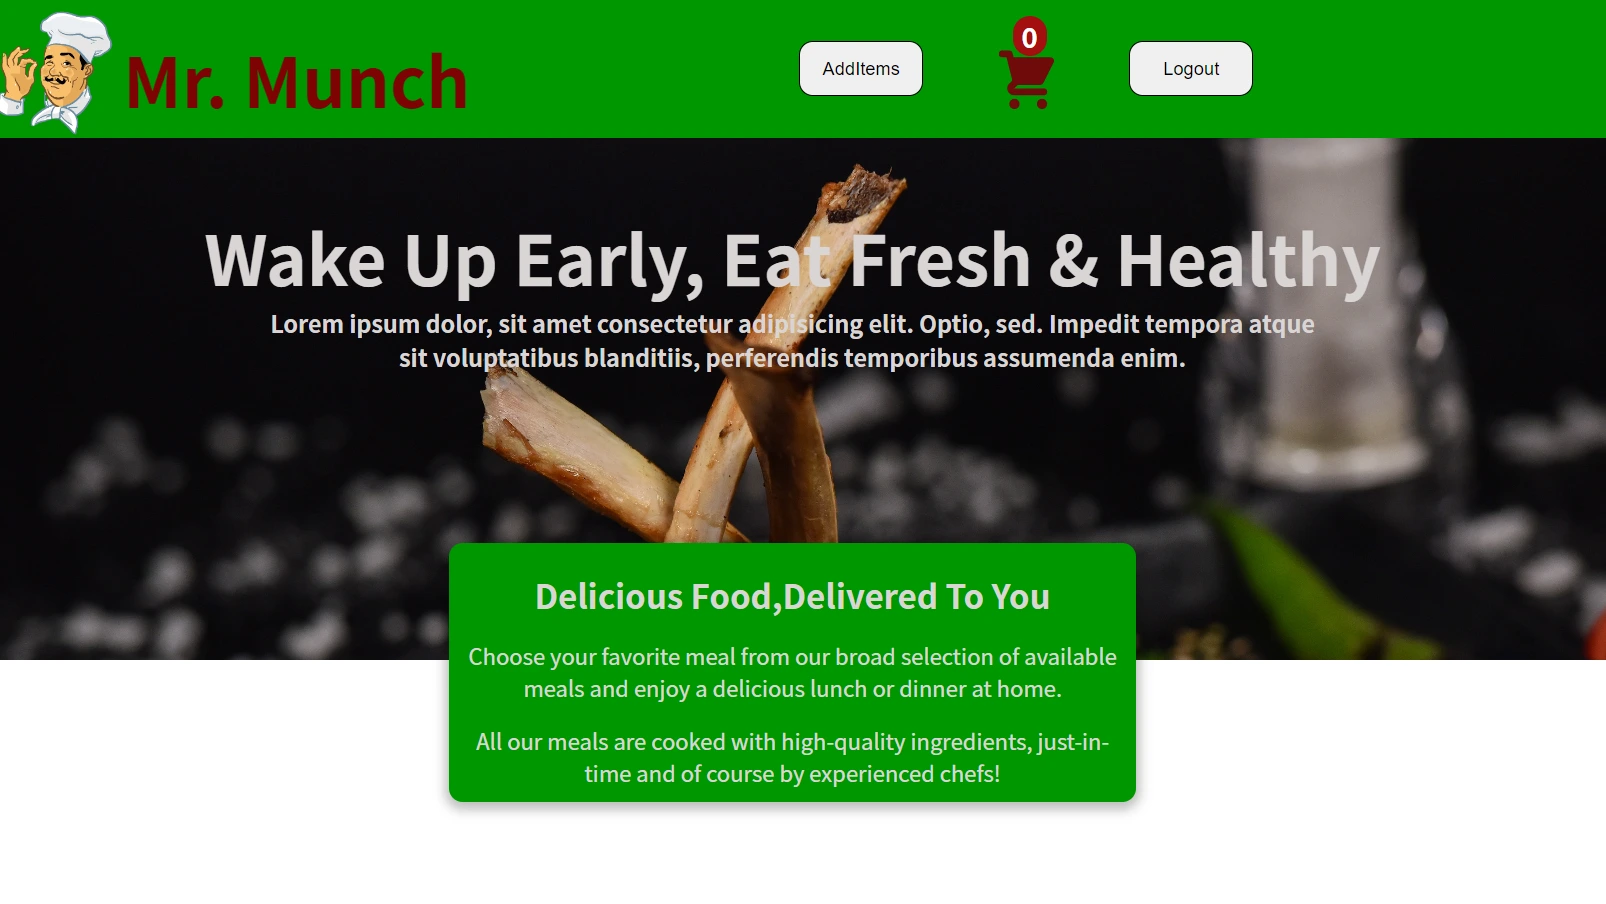 Mr. Munch
AddItems
0
Logout
Wake Up Early, Eat Fresh & Healthy
Lorem ipsum dolor, sit amet consectetur adipisicing elit. Optio, sed. Impedit tempora atque
sit voluptatibus blanditiis, perferendis temporibus assumenda enim.
Delicious Food,Delivered To You
Choose your favorite meal from our broad selection of available
meals and enjoy a delicious lunch or dinner at home.
All our meals are cooked with high-quality ingredients, just-in-
time and of course by experienced chefs!